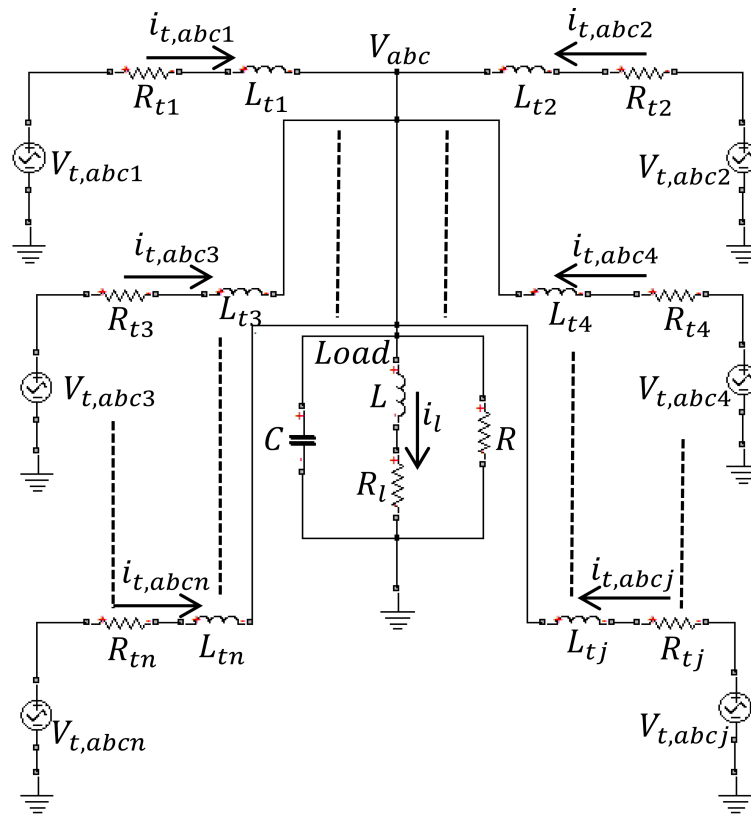 i_{t,abc1}
i_{t,abc2}
V_{abc}
R_{t1}
L_{t1}
L_{t2}
R_{t2}
V_{t,abc1}
V_{t,abc2}
i_{t,abc3}
i_{t,abc4}
R_{t3}
L_{t3}
L_{t4}
R_{t4}
Load
V_{t,abc3}
V_{t,abc4}
L
i_l
C
R
R_l
i_{t,abcn}
i_{t,abcj}
R_{tn}
L_{tn}
L_{tj}
R_{tj}
V_{t,abcn}
V_{t,abcj}